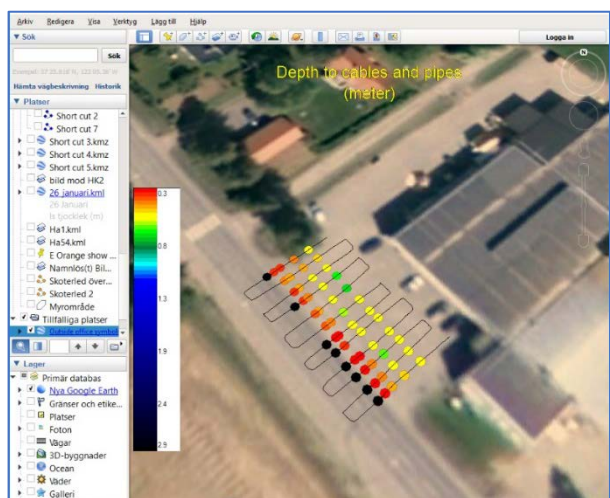 Arkiv Redigera Visa Verktyg Lägg till Hjälp
▼ Sök
Logga in
Sök
Hämta vägbeskrivning Historik
▼ Platser
Short cut 2
Short cut 7
Short cut 3.kmz
Short cut 4.kmz
Short cut 5.kmz
bild mod HK2
26 januari.kml
26 Januari
Is tjocklek (m)
Ha1.kml
Ha54.kml
E Orange show ...
Namnlös(t) Bil...
Skoterled över...
Skoterled 2
Myrområde
Tillfälliga platser
Outside office symbol
▼ Lager
Primär databas
Nya Google Earth
Gränser och etike...
Platser
Foton
Vägar
3D-byggnader
Ocean
Väder
Galleri
Depth to cables and pipes
(meter)
N
0.3
0.8
1.3
1.9
2.4
2.9